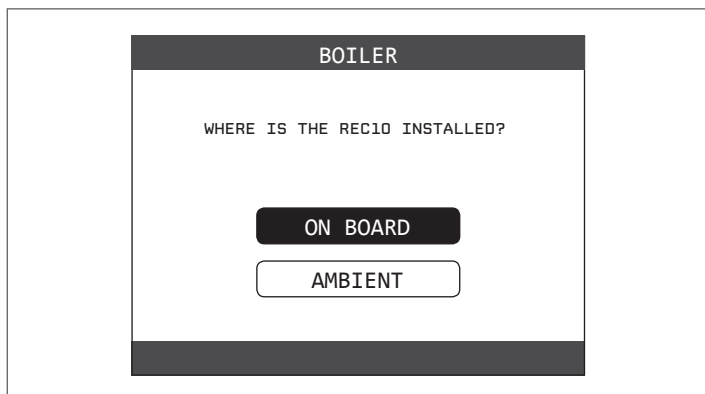 BOILER
WHERE IS THE REC10 INSTALLED?
ON BOARD
AMBIENT